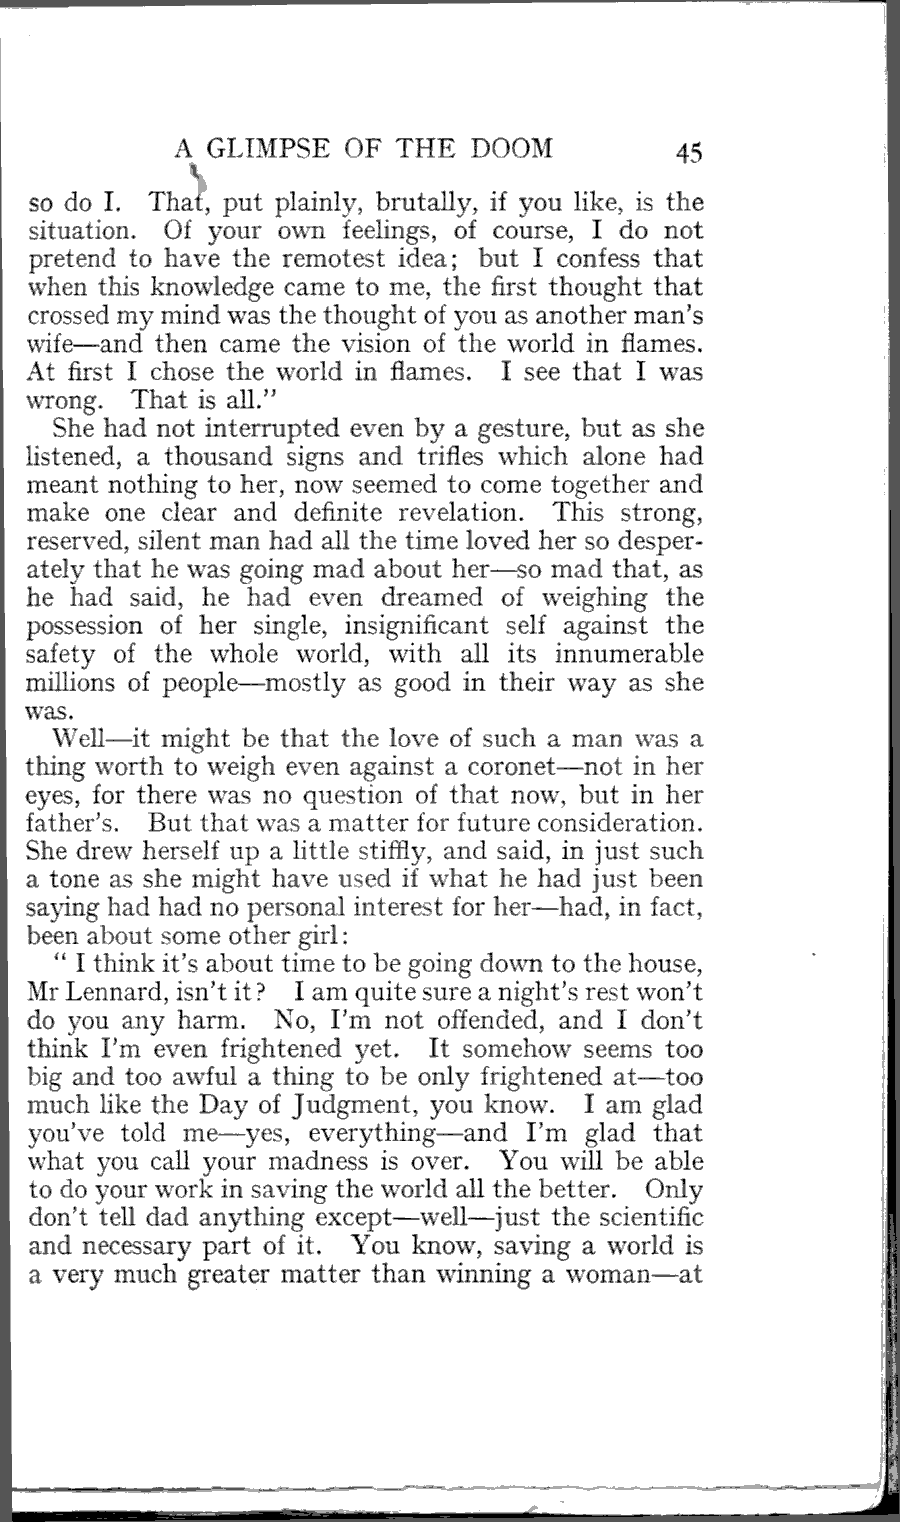 A GLIMPSE OF THE DOOM 45
so do I. That, put plainly, brutally, if you like, is the
situation. Of your own feelings, of course, I do not
pretend to have the remotest idea; but I confess that
when this knowledge came to me, the first thought that
crossed my mind was the thought of you as another man's
wife—and then came the vision of the world in flames.
At first I chose the world in flames. I see that I was
wrong. That is all."
She had not interrupted even by a gesture, but as she
listened, a thousand signs and trifles which alone had
meant nothing to her, now seemed to come together and
make one clear and definite revelation. This strong,
reserved, silent man had all the time loved her so desper-
ately that he was going mad about her—so mad that, as
he had said, he had even dreamed of weighing the
possession of her single, insignificant self against the
safety of the whole world, with all its innumerable
millions of people—mostly as good in their way as she
was.
Well—it might be that the love of such a man was a
thing worth to weigh even against a coronet—not in her
eyes, for there was no question of that now, but in her
father's. But that was a matter for future consideration.
She drew herself up a little stiffly, and said, in just such
a tone as she might have used if what he had just been
saying had had no personal interest for her—had, in fact,
been about some other girl:
" I think it's about time to be going down to the house,
Mr Lennard, isn't it? I am quite sure a night's rest won't
do you any harm. No, I'm not offended, and I don't
think I'm even frightened yet. It somehow seems too
big and too awful a thing to be only frightened at—too
much like the Day of Judgment, you know. I am glad
you've told me—yes, everything—and I'm glad that
what you call your madness is over. You will be able
to do your work in saving the world all the better. Only
don't tell dad anything except—well—just the scientific
and necessary part of it. You know, saving a world is
a very much greater matter than winning a woman—at